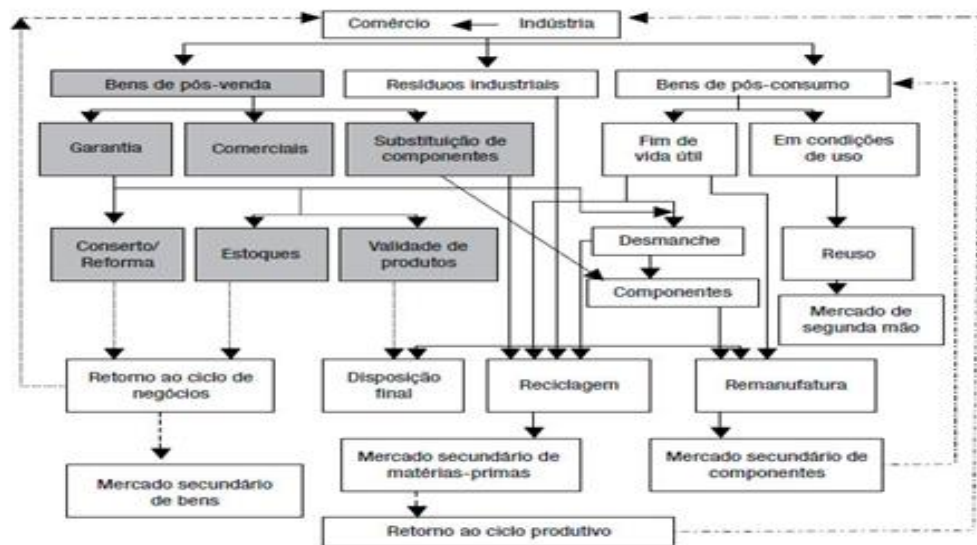 Comércio Indústria
Bens de pós-venda Resíduos industriais Bens de pós-consumo
Garantia
Comerciais
Substituição de
componentes
Fim de
vida útil
Em condições
de uso
Conserto/
Reforma
Estoques
Validade de
produtos
Desmanche
Reuso
Componentes
Mercado de
segunda mão
Retorno ao ciclo de
negócios
Disposição
final
Reciclagem
Remanufatura
Mercado secundário
de bens
Mercado secundário de
matérias-primas
Mercado secundário de
componentes
Retorno ao ciclo produtivo